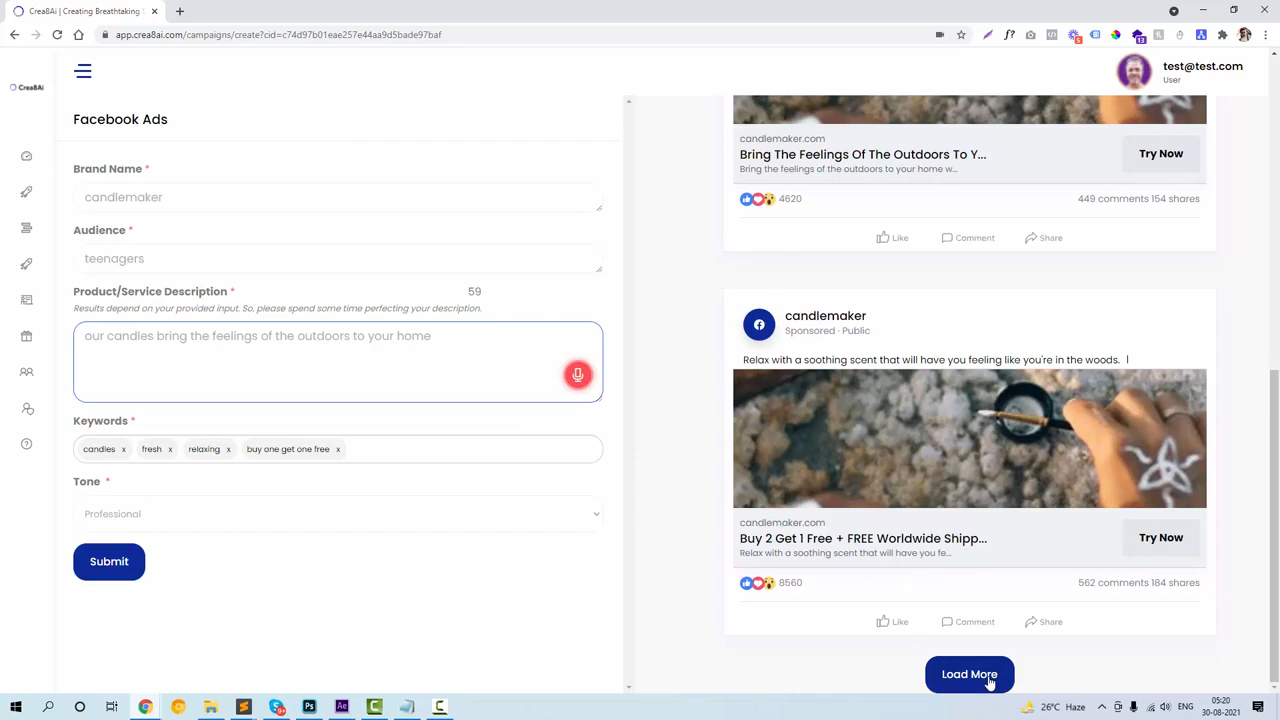 Crea8Ai | Creating Breathtaking
app.crea8ai.com/campaigns/create?cid=c74d97b01eae257e44aa9d5bade97baf
Crea8Ai
test@test.com
User
Facebook Ads
Brand Name *
candlemaker
Audience *
teenagers
Product/Service Description * 59
Results depend on your provided input. So, please spend some time perfecting your description.
our candles bring the feelings of the outdoors to your home
Keywords *
candles x fresh x relaxing x buy one get one free x
Tone *
Professional
Submit
candlemaker.com
Bring The Feelings Of The Outdoors To Y...
Bring the feelings of the outdoors to your home w...
Try Now
4620 449 comments 154 shares
Like Comment Share
candlemaker
Sponsored · Public
Relax with a soothing scent that will have you feeling like you're in the woods. |
candlemaker.com
Buy 2 Get 1 Free + FREE Worldwide Shipp...
Relax with a soothing scent that will have you fe...
Try Now
8560 562 comments 184 shares
Like Comment Share
Load More
26°C Haze ENG
05:20
30-08-2021